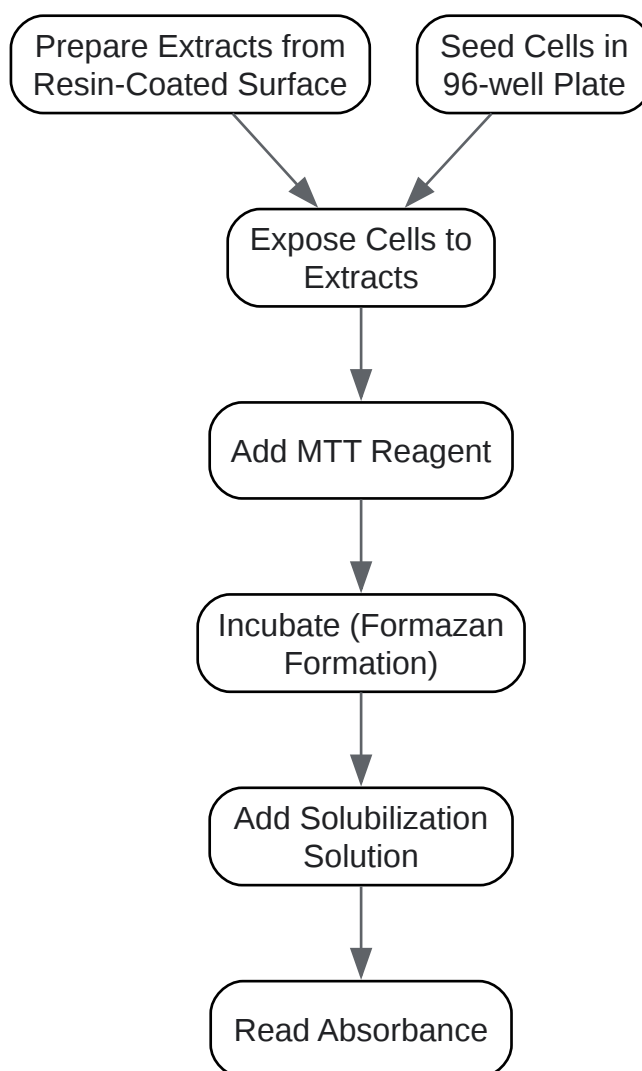 Prepare Extracts from
Resin-Coated Surface
Seed Cells in
96-well Plate
Expose Cells to
Extracts
Add MTT Reagent
Incubate (Formazan
Formation)
Add Solubilization
Solution
Read Absorbance